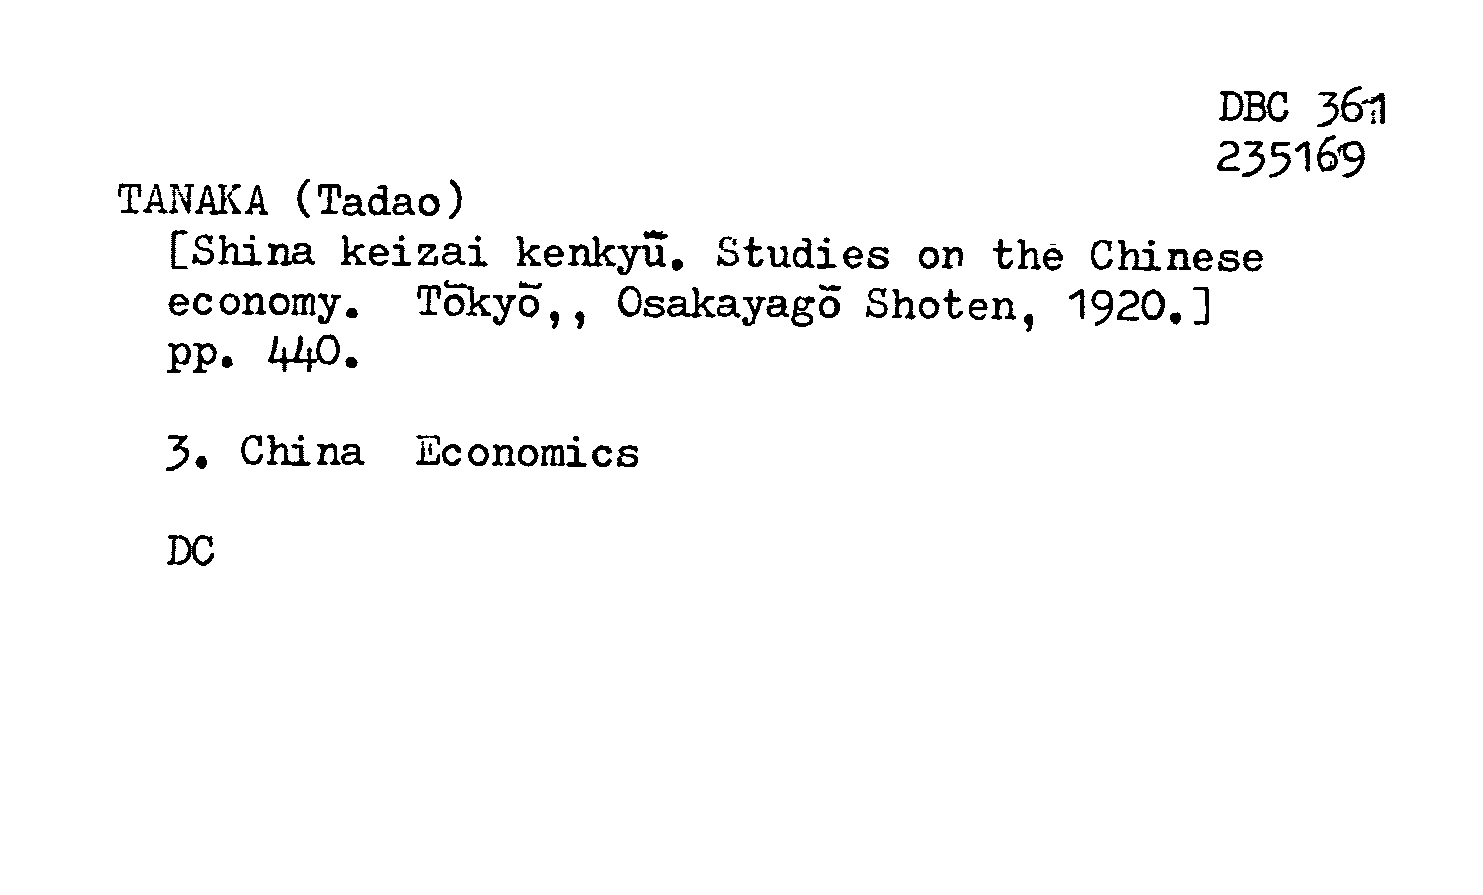 DBC 361
235169
TANAKA (Tadao)
[Shina keizai kenkyū. Studies on the Chinese
economy. Tōkyō,, Osakayagō Shoten, 1920.]
pp. 440.
3. China Economics
DC